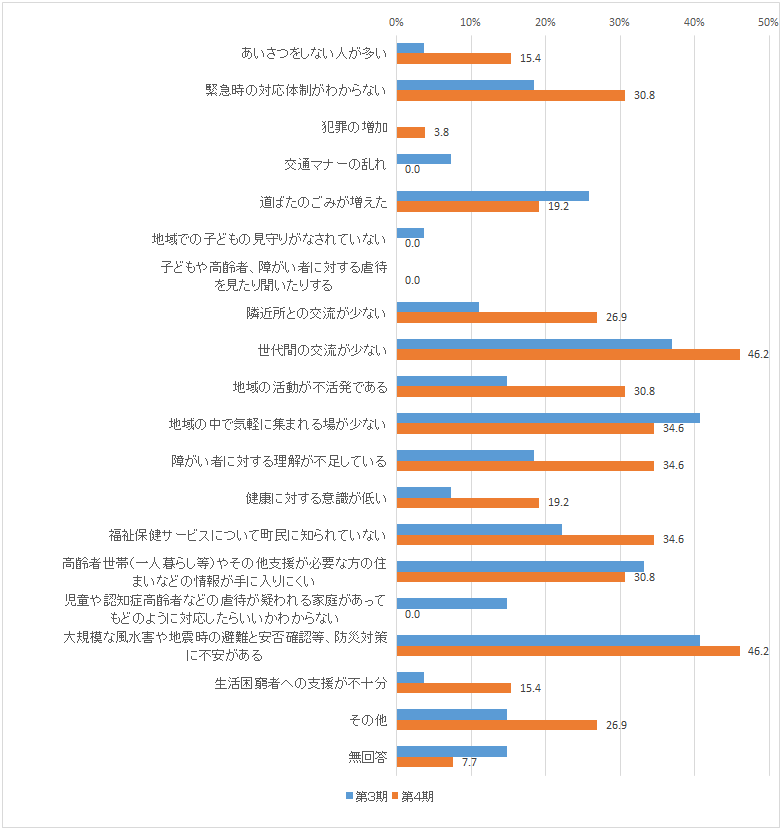 0% 10% 20% 30% 40% 50%
あいさつをしない人が多い 15.4
緊急時の対応体制がわからない 30.8
犯罪の増加 3.8
交通マナーの乱れ 0.0
道ばたのごみが増えた 19.2
地域での子どもの見守りがなされていない 0.0
子どもや高齢者、障がい者に対する虐待
を見たり聞いたりする 0.0
隣近所との交流が少ない 26.9
世代間の交流が少ない 46.2
地域の活動が不活発である 30.8
地域の中で気軽に集まれる場が少ない 34.6
障がい者に対する理解が不足している 34.6
健康に対する意識が低い 19.2
福祉保健サービスについて町民に知られていない 34.6
高齢者世帯（一人暮らし等）やその他支援が必要な方の住
まいなどの情報が手に入りにくい 30.8
児童や認知症高齢者などの虐待が疑われる家庭があって
もどのように対応したらいいかわからない 0.0
大規模な風水害や地震時の避難と安否確認等、防災対策
に不安がある 46.2
生活困窮者への支援が不十分 15.4
その他 26.9
無回答 7.7
第3期 第4期